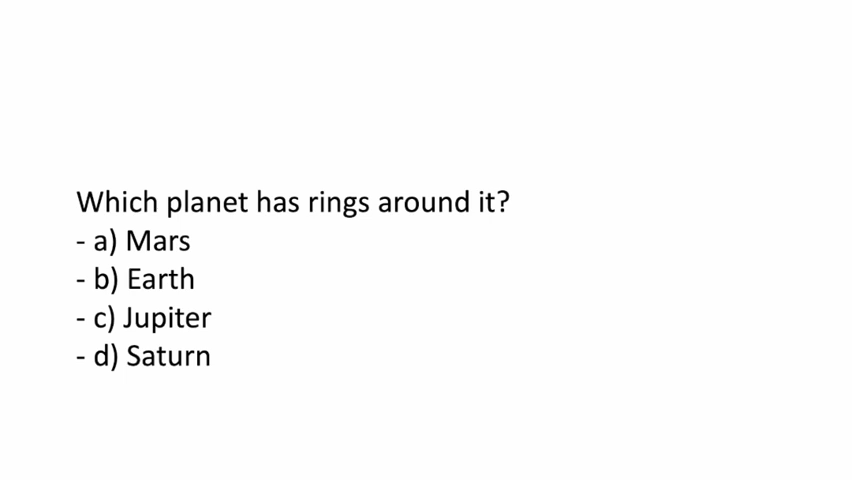 Which planet has rings around it?
- a) Mars
- b) Earth
- c) Jupiter
- d) Saturn